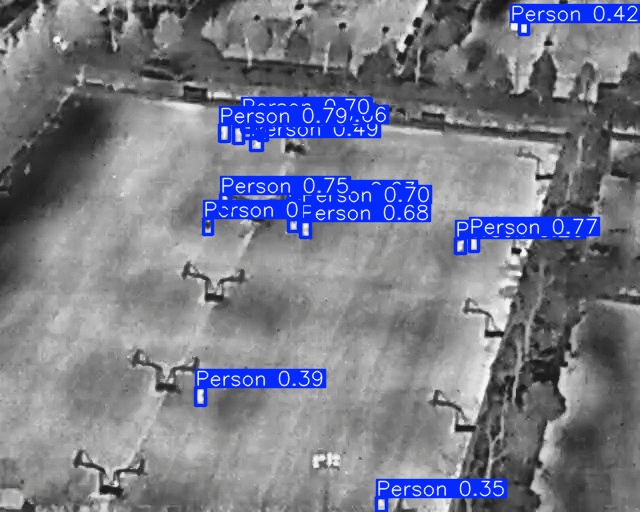 Person 0.42
Person 0.70
Person 0.79
Person 0.49
Person 0.75
Person 0.70
Person 0.68
Person 0.77
Person 0.39
Person 0.35